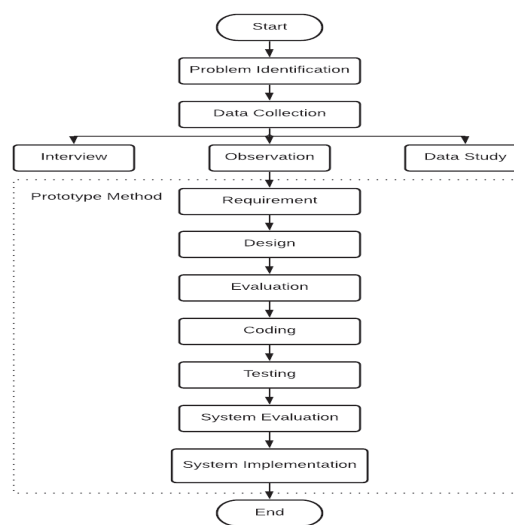 Start
Problem Identification
Data Collection
Interview
Observation
Data Study
Prototype Method
Requirement
Design
Evaluation
Coding
Testing
System Evaluation
System Implementation
End